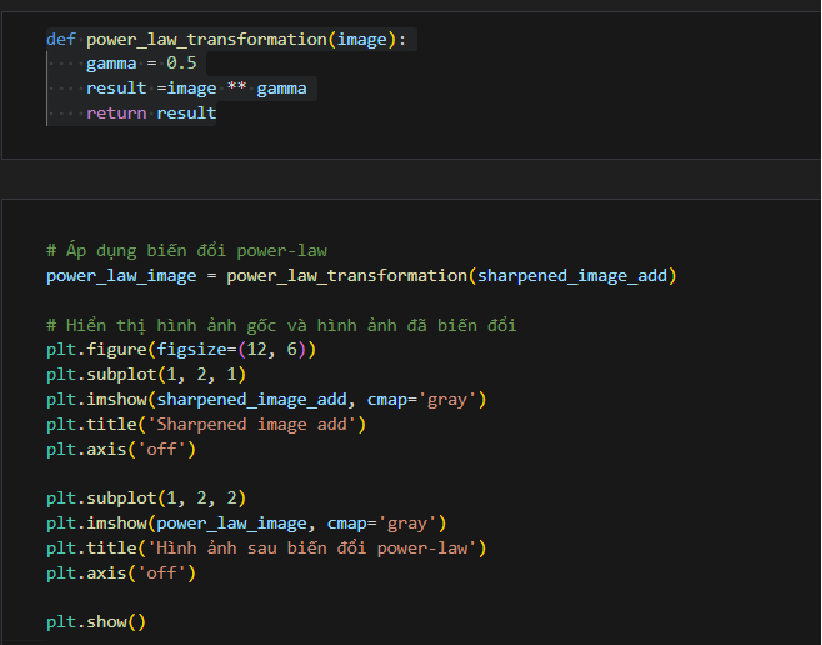 def power_law_transformation(image):
    gamma = 0.5
    result =image ** gamma
    return result
# Áp dụng biến đổi power-law
power_law_image = power_law_transformation(sharpened_image_add)
# Hiển thị hình ảnh gốc và hình ảnh đã biến đổi
plt.figure(figsize=(12, 6))
plt.subplot(1, 2, 1)
plt.imshow(sharpened_image_add, cmap='gray')
plt.title('Sharpened image add')
plt.axis('off')
plt.subplot(1, 2, 2)
plt.imshow(power_law_image, cmap='gray')
plt.title('Hình ảnh sau biến đổi power-law')
plt.axis('off')
plt.show()